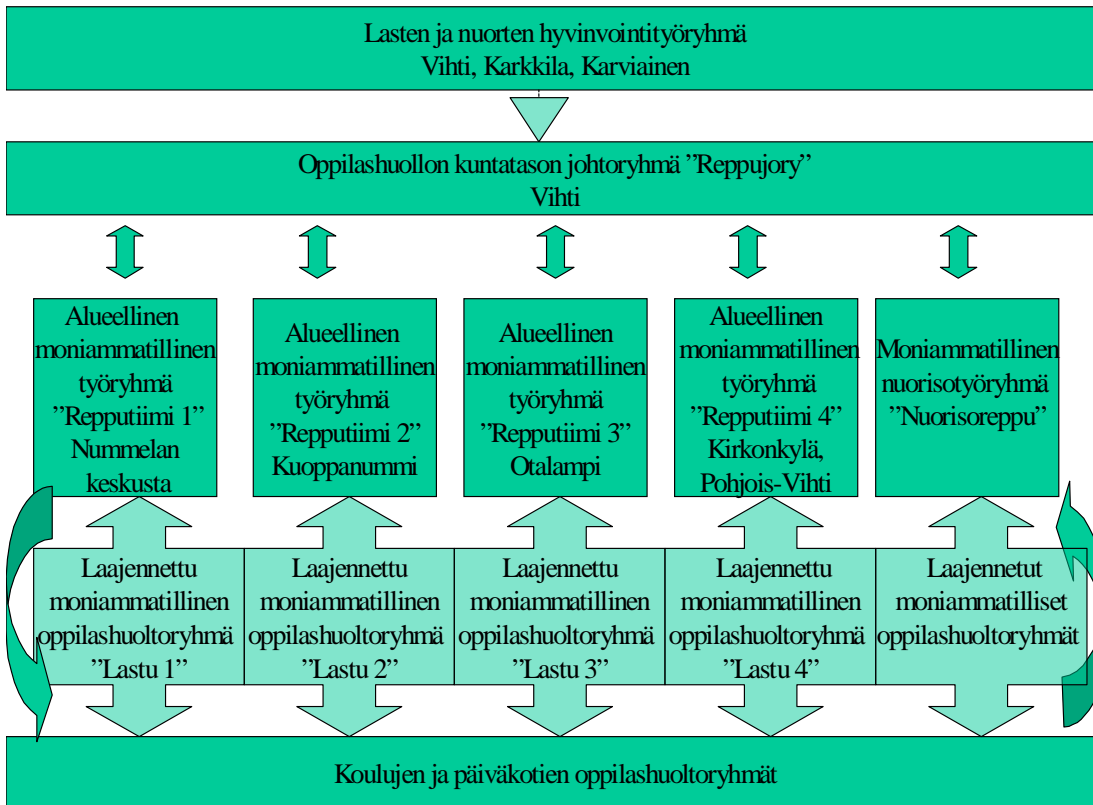 Lasten ja nuorten hyvinvointityöryhmä
Vihti, Karkkila, Karviainen
Oppilashuollon kuntatason johtoryhmä ”Reppujory”
Vihti
Alueellinen
moniammatillinen
työryhmä
”Repputiimi 1”
Nummelan
keskusta
Alueellinen
moniammatillinen
työryhmä
”Repputiimi 2”
Kuoppanummi
Alueellinen
moniammatillinen
työryhmä
”Repputiimi 3”
Otalampi
Alueellinen
moniammatillinen
työryhmä
”Repputiimi 4”
Kirkonkylä,
Pohjois-Vihti
Moniammatillinen
nuorisotyöryhmä
”Nuorisoreppu”
Laajennettu
moniammatillinen
oppilashuoltoryhmä
”Lastu 1”
Laajennettu
moniammatillinen
oppilashuoltoryhmä
”Lastu 2”
Laajennettu
moniammatillinen
oppilashuoltoryhmä
”Lastu 3”
Laajennettu
moniammatillinen
oppilashuoltoryhmä
”Lastu 4”
Laajennetut
moniammatilliset
oppilashuoltoryhmät
Koulujen ja päiväkotien oppilashuoltoryhmät